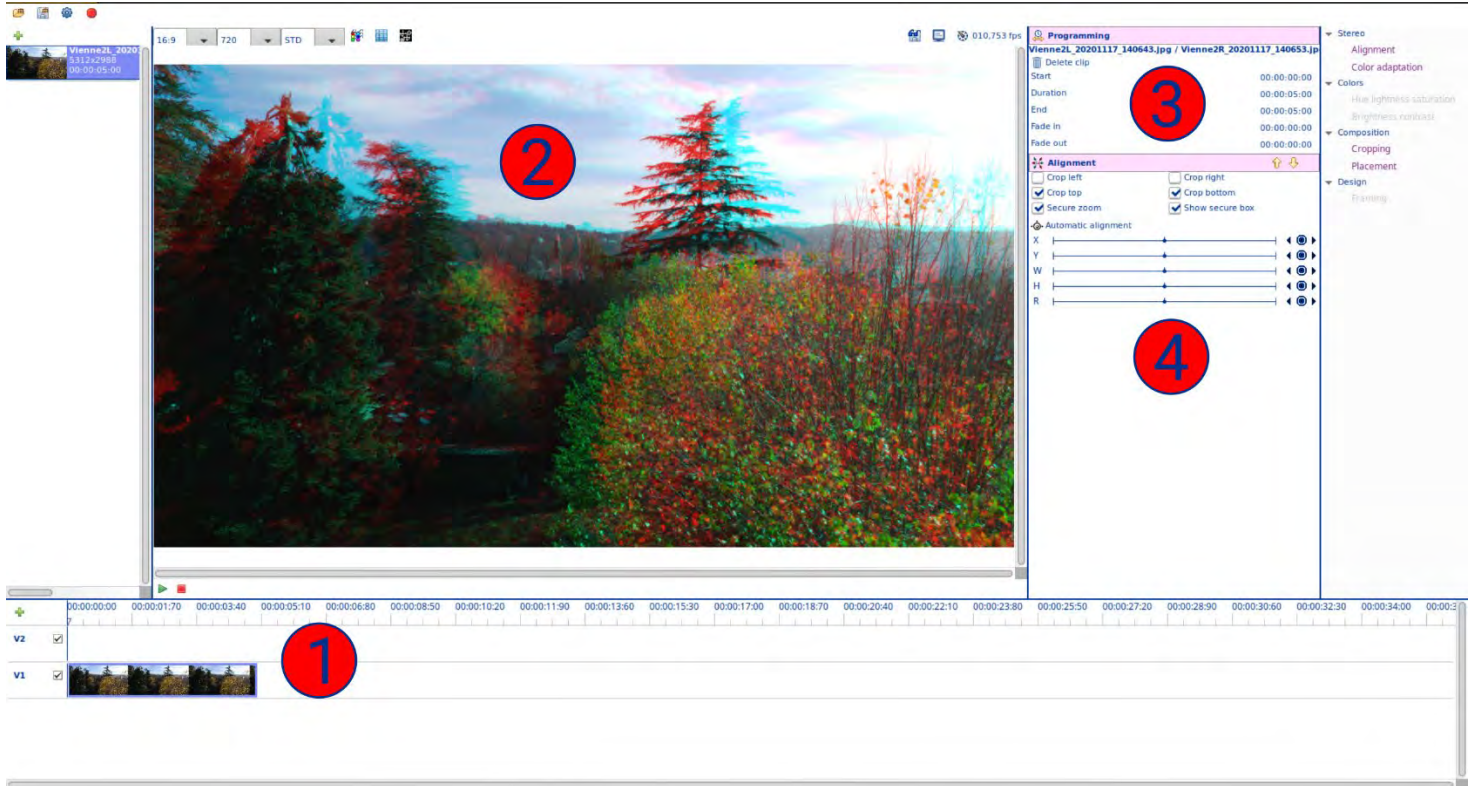 16:9 720 STD 010,753 fps
Vienne2L_2020
5312x2988
00:00:05:00
2
Programming
Vienne2L_20201117_140643.jpg / Vienne2R_20201117_140653.jp
Delete clip
Start 00:00:00:00
Duration 00:00:05:00
End 00:00:05:00
Fade in 00:00:00:00
Fade out 00:00:00:00
3
Alignment
Crop left Crop right
Crop top Crop bottom
Secure zoom Show secure box
Automatic alignment
X
Y
W
H
R
4
Stereo
Alignment
Color adaptation
Colors
Hue lightness saturation
Brightness contrast
Composition
Cropping
Placement
Design
Framing
00:00:00:00 00:00:01:70 00:00:03:40 00:00:05:10 00:00:06:80 00:00:08:50 00:00:10:20 00:00:11:90 00:00:13:60 00:00:15:30 00:00:17:00 00:00:18:70 00:00:20:40 00:00:22:10 00:00:23:80 00:00:25:50 00:00:27:20 00:00:28:90 00:00:30:60 00:00:32:30 00:00:34:00 00:00:3
V2
V1
1